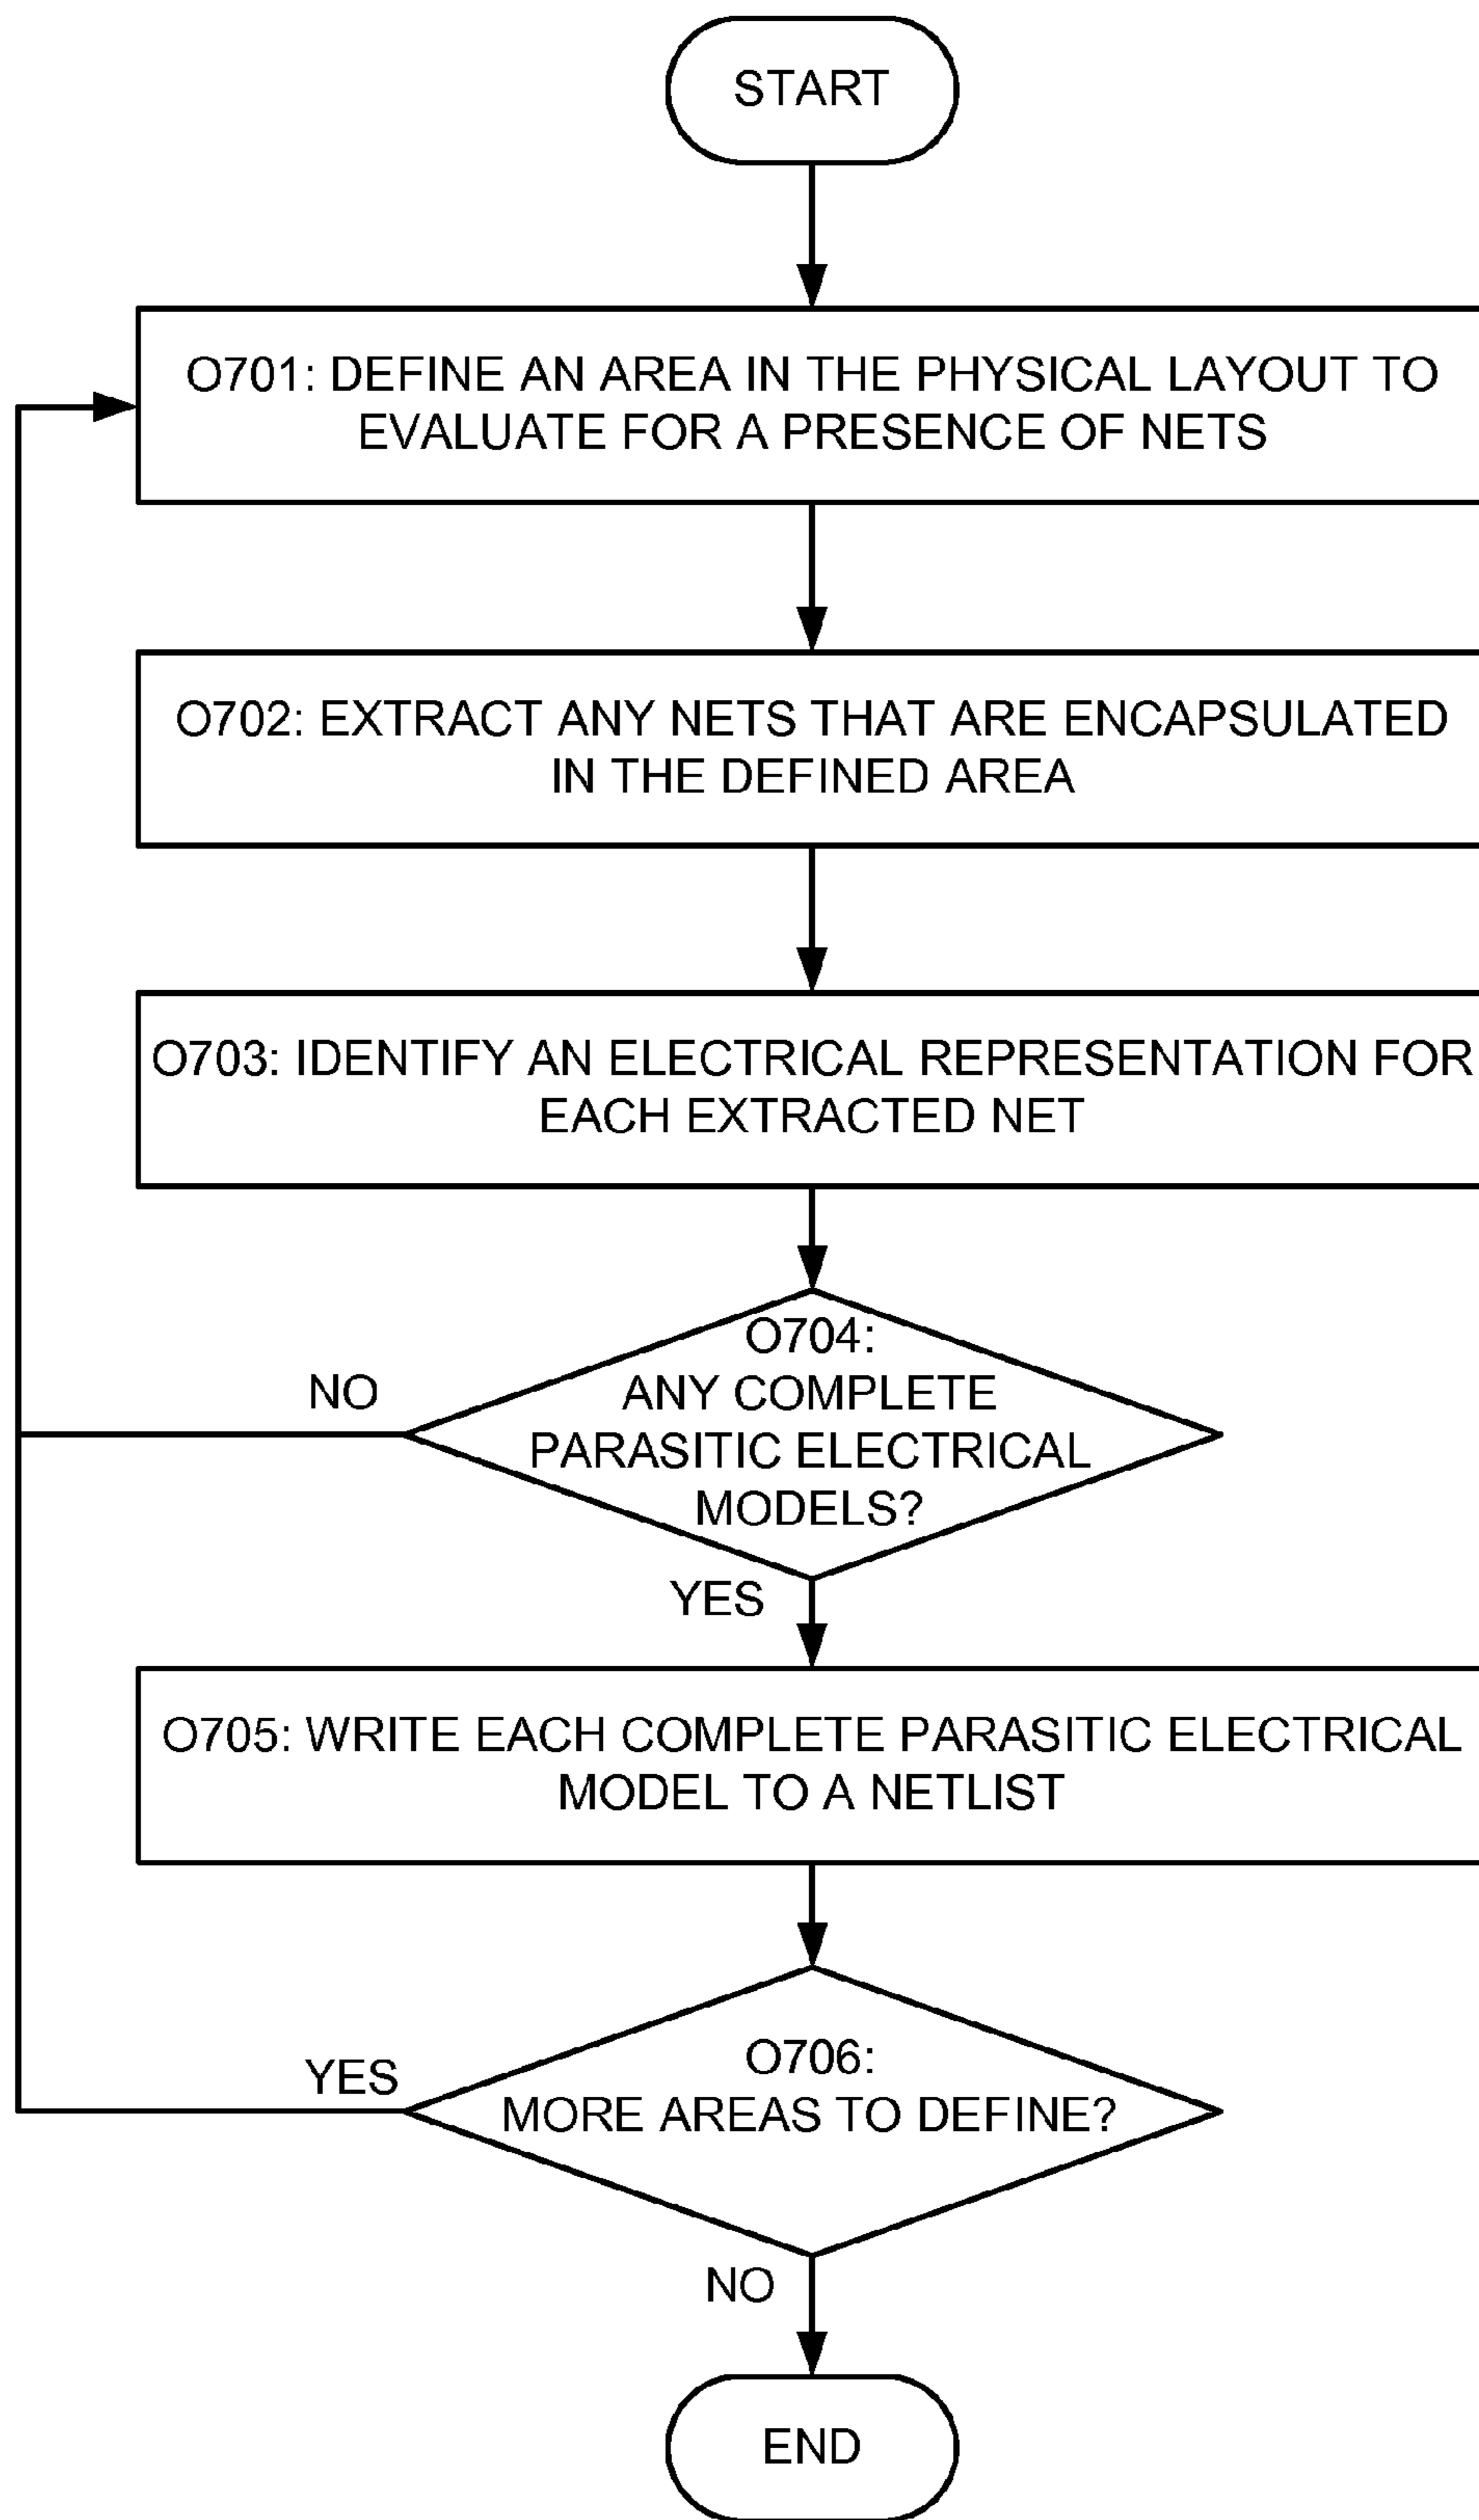 START
O701: DEFINE AN AREA IN THE PHYSICAL LAYOUT TO
EVALUATE FOR A PRESENCE OF NETS
O702: EXTRACT ANY NETS THAT ARE ENCAPSULATED
IN THE DEFINED AREA
O703: IDENTIFY AN ELECTRICAL REPRESENTATION FOR
EACH EXTRACTED NET
O704:
ANY COMPLETE
PARASITIC ELECTRICAL
MODELS?
NO
YES
O705: WRITE EACH COMPLETE PARASITIC ELECTRICAL
MODEL TO A NETLIST
O706:
MORE AREAS TO DEFINE?
YES
NO
END